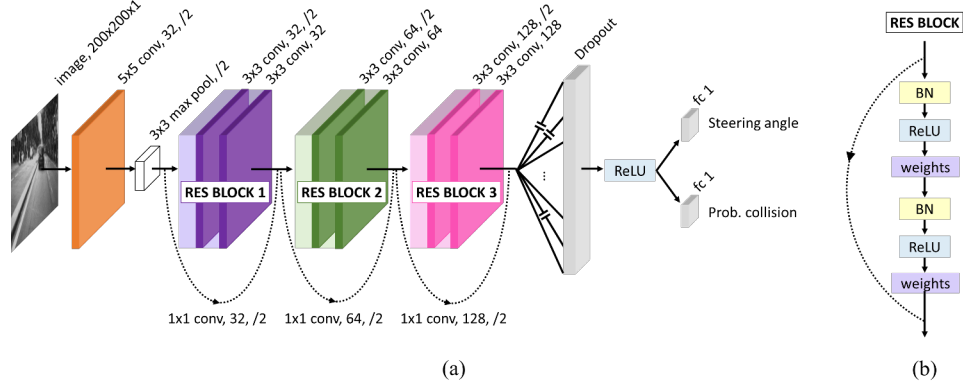 image, 200x200x1
5x5 conv, 32, /2
3x3 max pool, /2
3x3 conv, 32, /2
3x3 conv, 32
3x3 conv, 64, /2
3x3 conv, 64
3x3 conv, 128, /2
3x3 conv, 128
Dropout
RES BLOCK 1
RES BLOCK 2
RES BLOCK 3
...
ReLU
fc 1
Steering angle
fc 1
Prob. collision
1x1 conv, 32, /2
1x1 conv, 64, /2
1x1 conv, 128, /2
(a)
RES BLOCK
BN
ReLU
weights
BN
ReLU
weights
(b)